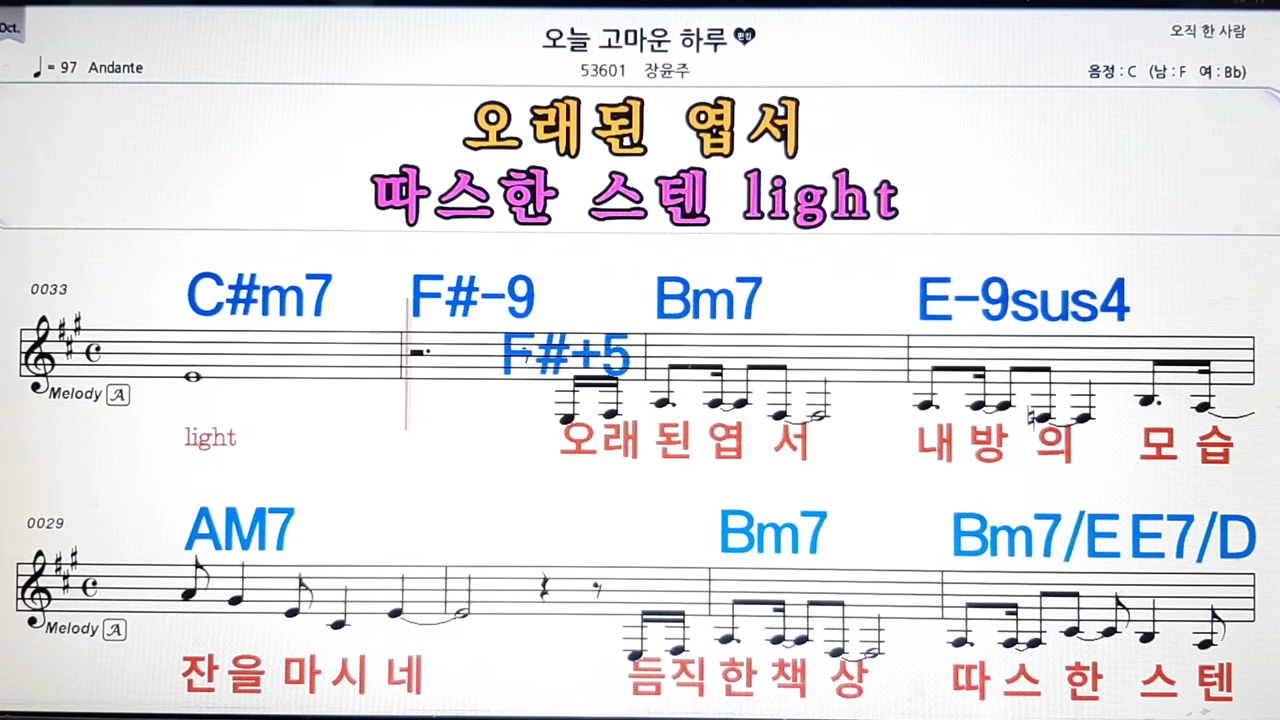 Oct.
오늘 고마운 하루 편집
오직 한 사람
♩= 97 Andante
53601 장윤주
음정 : C (남 : F 여 : Bb)
오래된 엽서
따스한 스텐 light
0033
C#m7 F#-9 Bm7 E-9sus4
F#+5
Melody A
light 오래 된 엽 서 내 방 의 모 습
0029
AM7 Bm7 Bm7/E E7/D
Melody A
잔을 마시네 듬직 한 책 상 따 스 한 스 텐